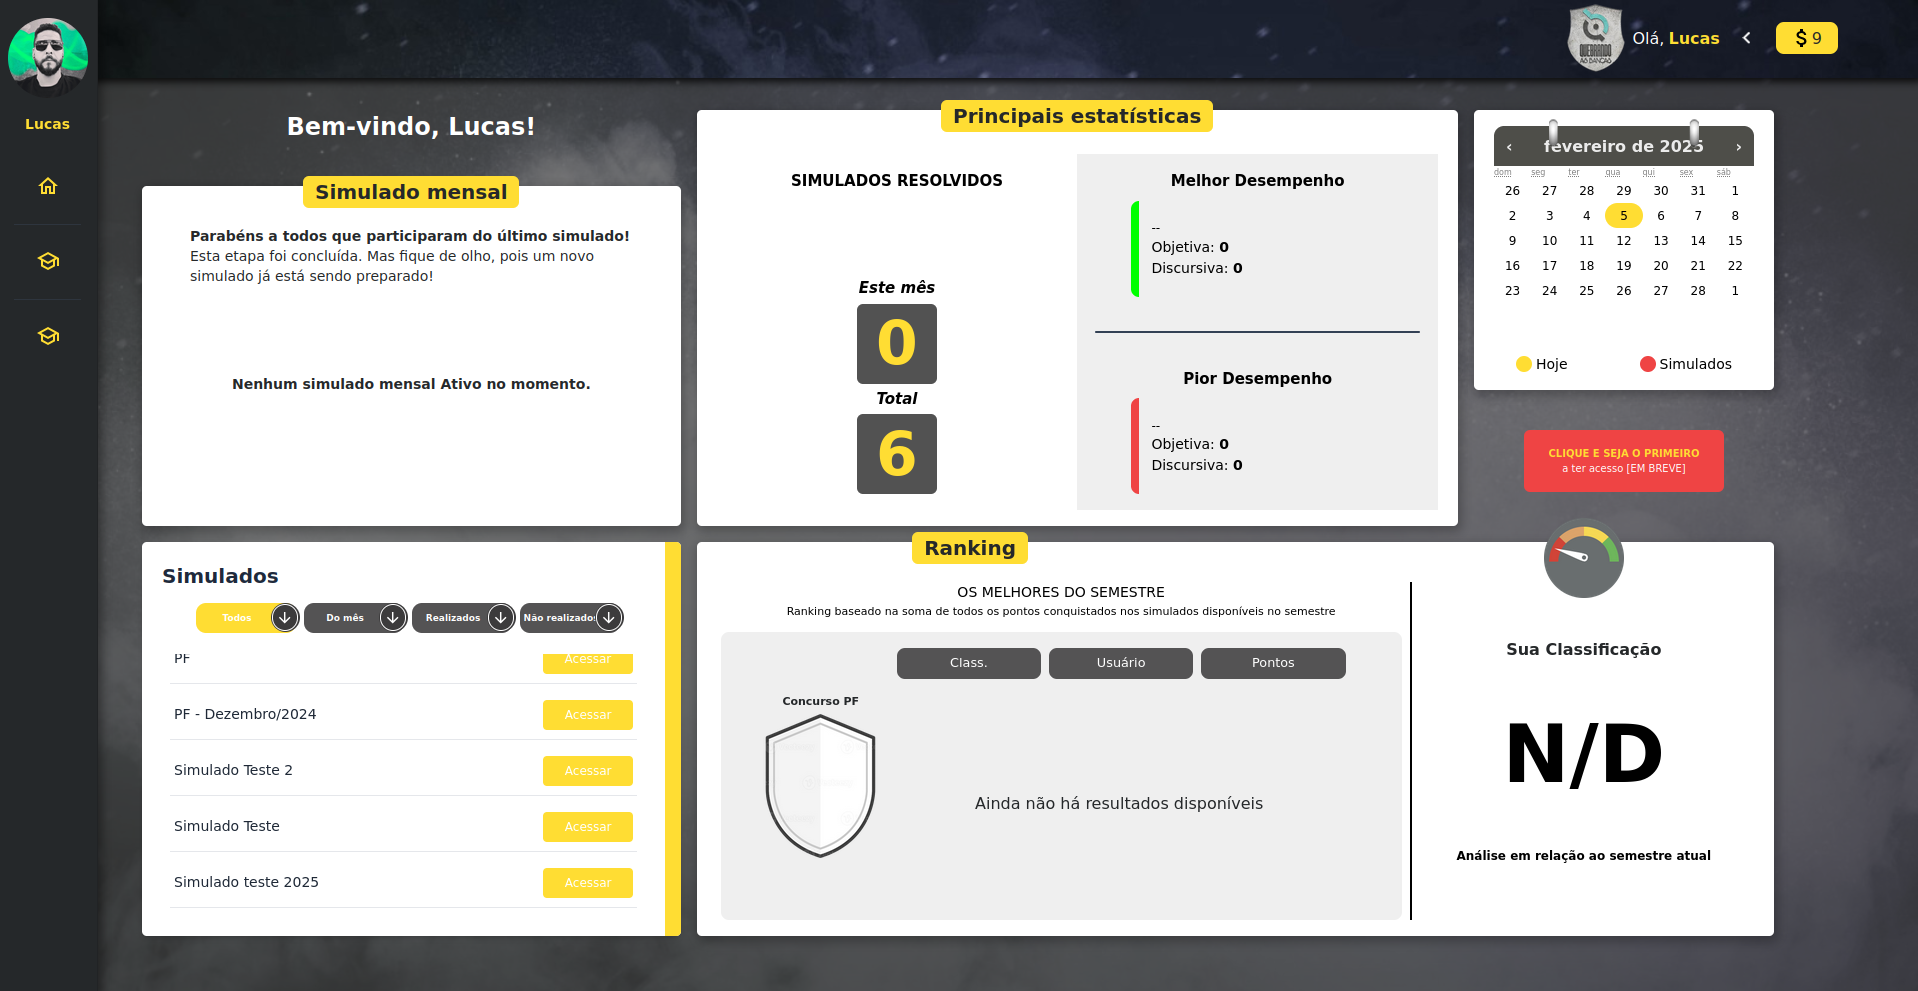 Lucas
QUEBRANDO
AS BANCAS
Olá, Lucas
$ 9
Bem-vindo, Lucas!
Simulado mensal
Parabéns a todos que participaram do último simulado!
Esta etapa foi concluída. Mas fique de olho, pois um novo
simulado já está sendo preparado!
Nenhum simulado mensal Ativo no momento.
Principais estatísticas
SIMULADOS RESOLVIDOS
Este mês
0
Total
6
Melhor Desempenho
--
Objetiva: 0
Discursiva: 0
Pior Desempenho
--
Objetiva: 0
Discursiva: 0
‹ fevereiro de 2025 ›
dom seg ter qua qui sex sáb
26 27 28 29 30 31 1
2 3 4 5 6 7 8
9 10 11 12 13 14 15
16 17 18 19 20 21 22
23 24 25 26 27 28 1
Hoje Simulados
CLIQUE E SEJA O PRIMEIRO
a ter acesso [EM BREVE]
Simulados
Todos Do mês Realizados Não realizados
PF Acessar
PF - Dezembro/2024 Acessar
Simulado Teste 2 Acessar
Simulado Teste Acessar
Simulado teste 2025 Acessar
Ranking
OS MELHORES DO SEMESTRE
Ranking baseado na soma de todos os pontos conquistados nos simulados disponíveis no semestre
Class. Usuário Pontos
Concurso PF
Ainda não há resultados disponíveis
Sua Classificação
N/D
Análise em relação ao semestre atual